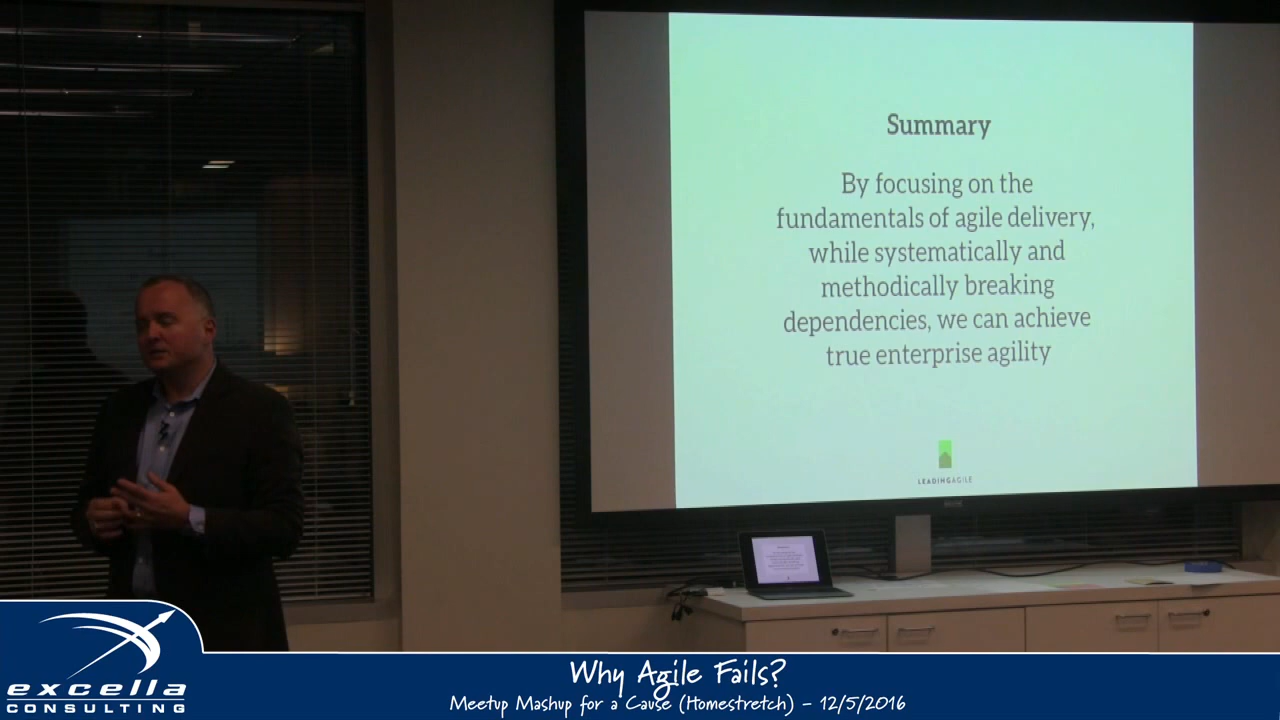 Summary
By focusing on the
fundamentals of agile delivery,
while systematically and
methodically breaking
dependencies, we can achieve
true enterprise agility
LEADINGAGILE
excella
CONSULTING
Why Agile Fails?
Meetup Mashup for a Cause (Homestretch) - 12/5/2016